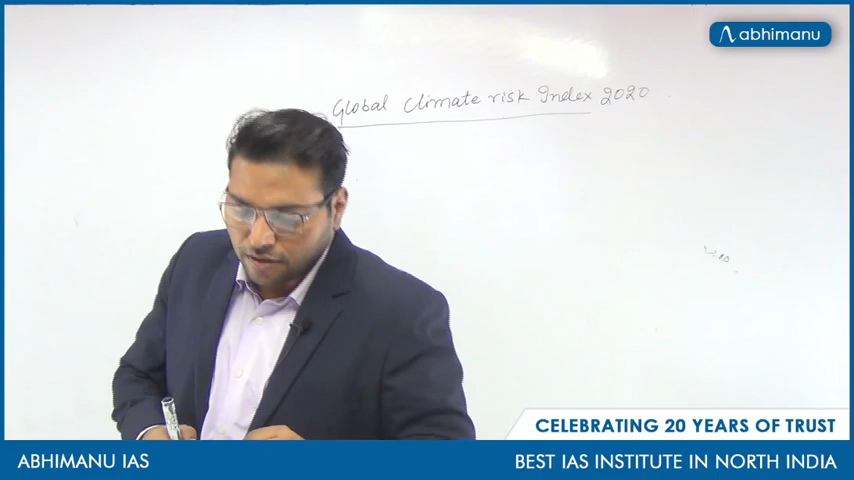 abhimanu
Global Climate risk Index 2020
CELEBRATING 20 YEARS OF TRUST
ABHIMANU IAS
BEST IAS INSTITUTE IN NORTH INDIA